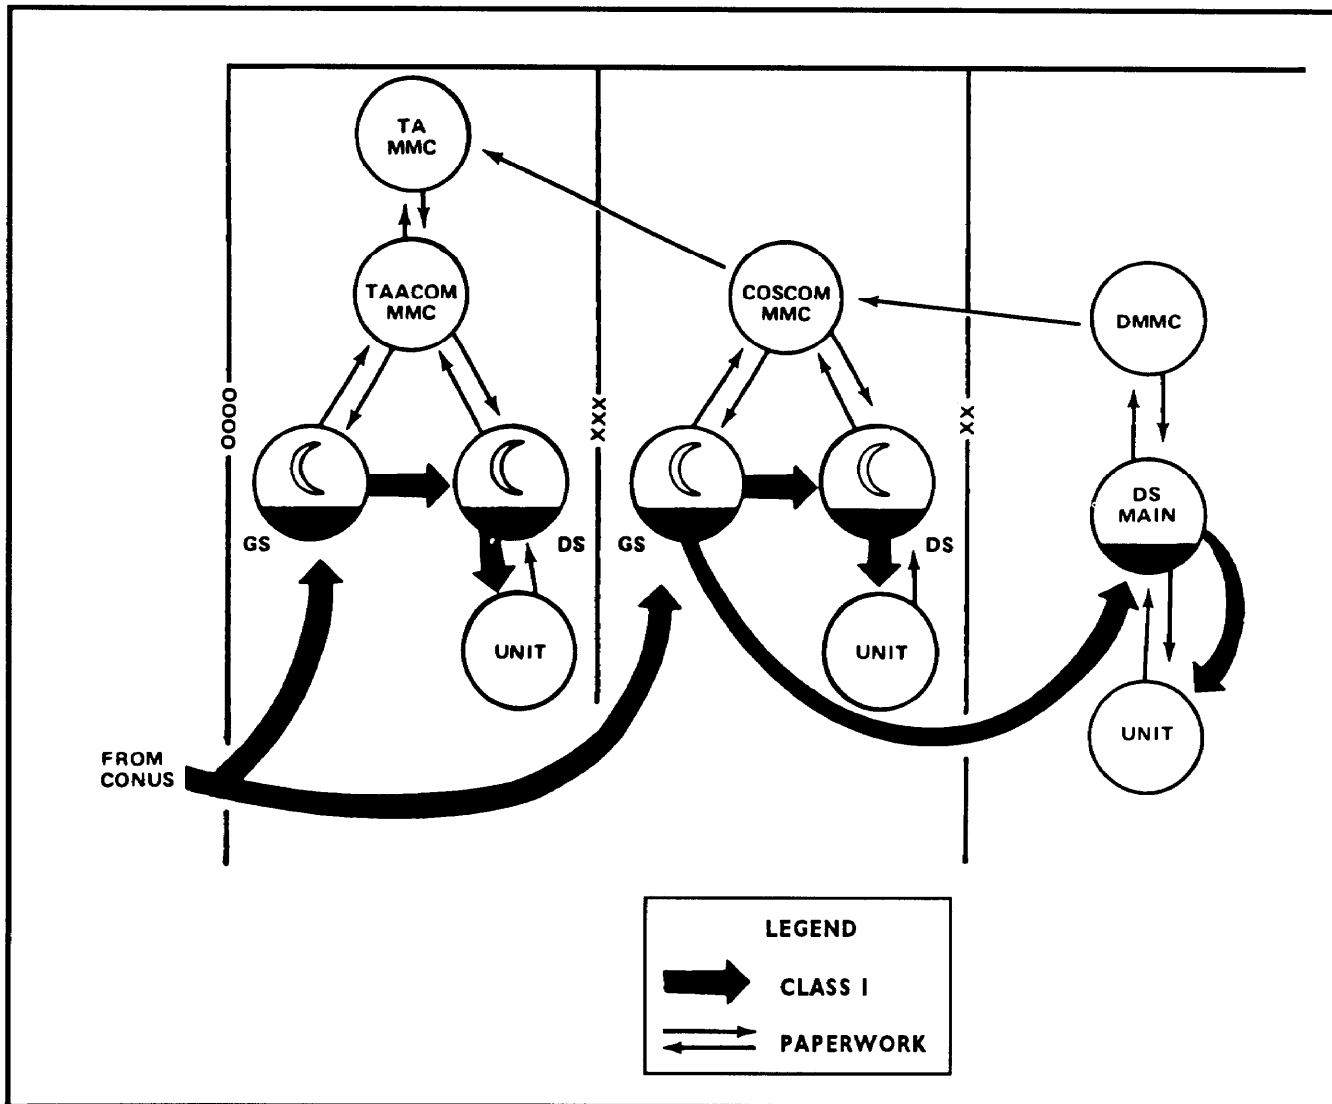 TA
MMC
TAACOM
MMC
COSCOM
MMC
DMMC
OOOO
XXX
XX
GS
DS
GS
DS
DS
MAIN
UNIT
UNIT
UNIT
FROM
CONUS
LEGEND
CLASS I
PAPERWORK